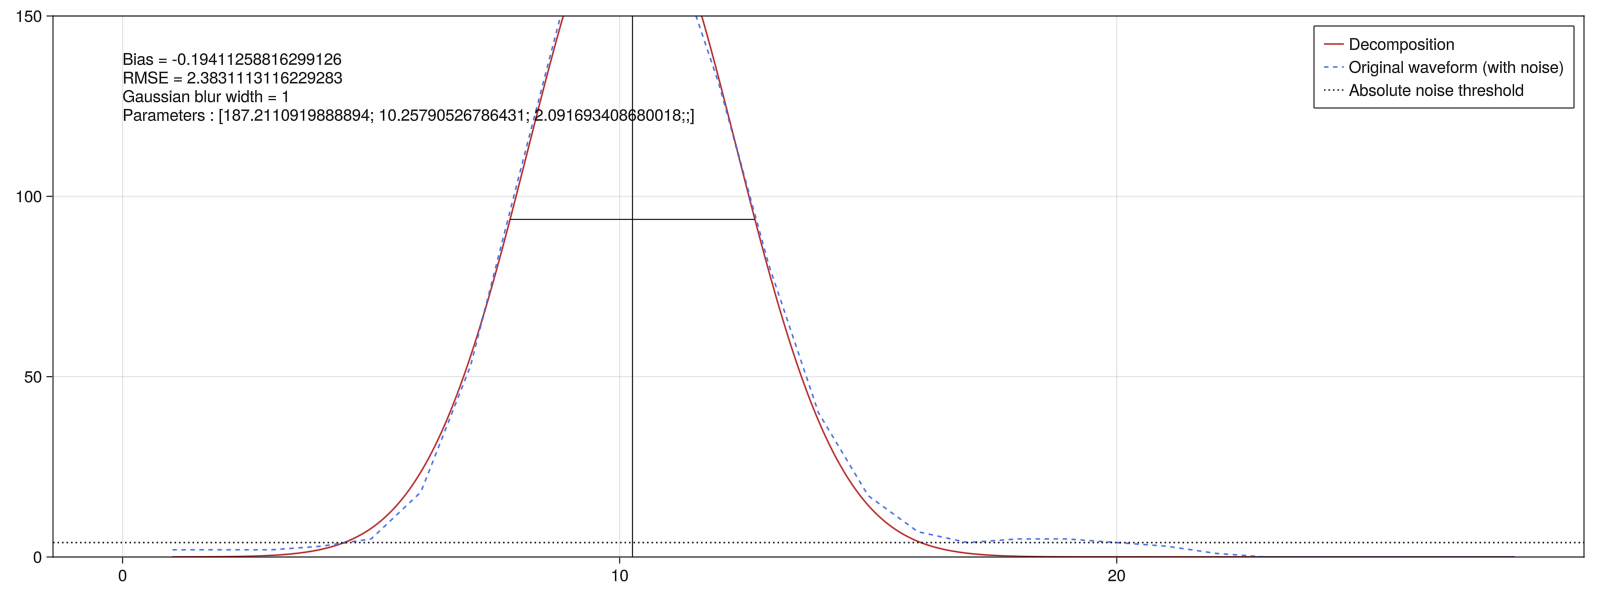 150
Bias = -0.19411258816299126
RMSE = 2.3831113116229283
Gaussian blur width = 1
Parameters : [187.2110919888894; 10.25790526786431; 2.091693408680018;;]
Decomposition
Original waveform (with noise)
Absolute noise threshold
100
50
0
0 10 20